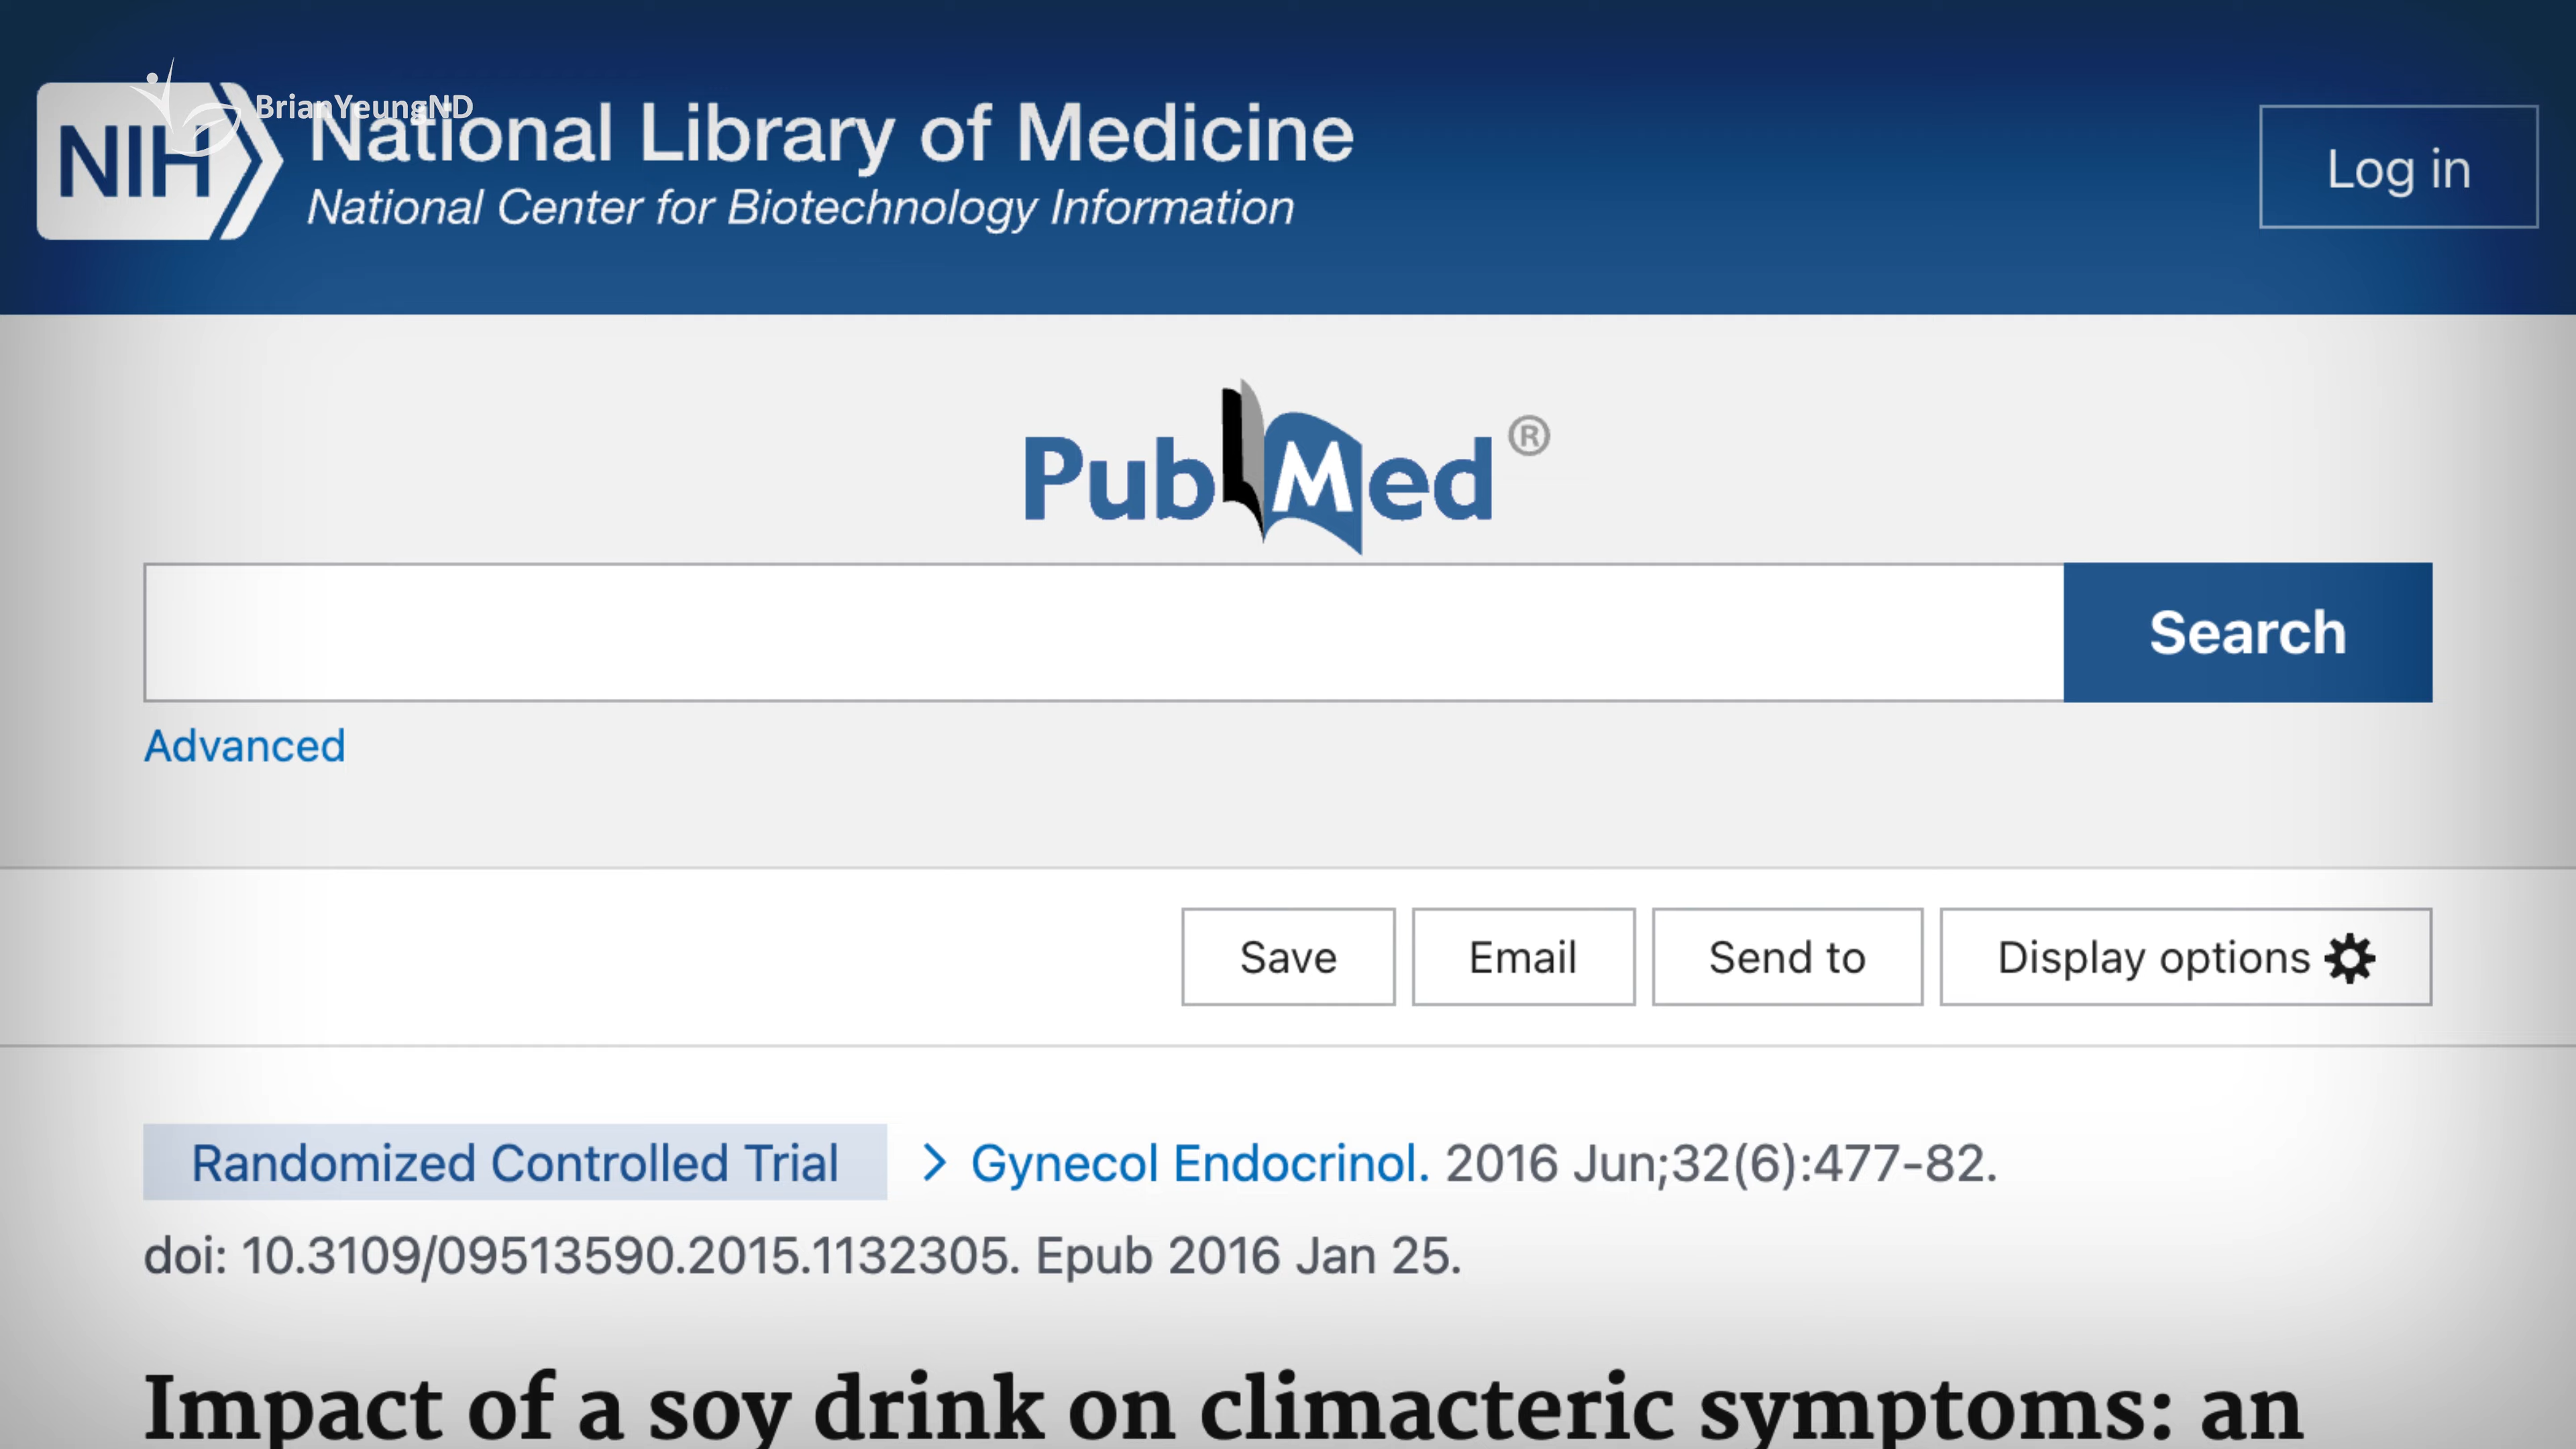 BrianYeungND
NIH National Library of Medicine
National Center for Biotechnology Information
Log in
PubMed®
Search
Advanced
Save Email Send to Display options
Randomized Controlled Trial > Gynecol Endocrinol. 2016 Jun;32(6):477-82.
doi: 10.3109/09513590.2015.1132305. Epub 2016 Jan 25.
Impact of a soy drink on climacteric symptoms: an